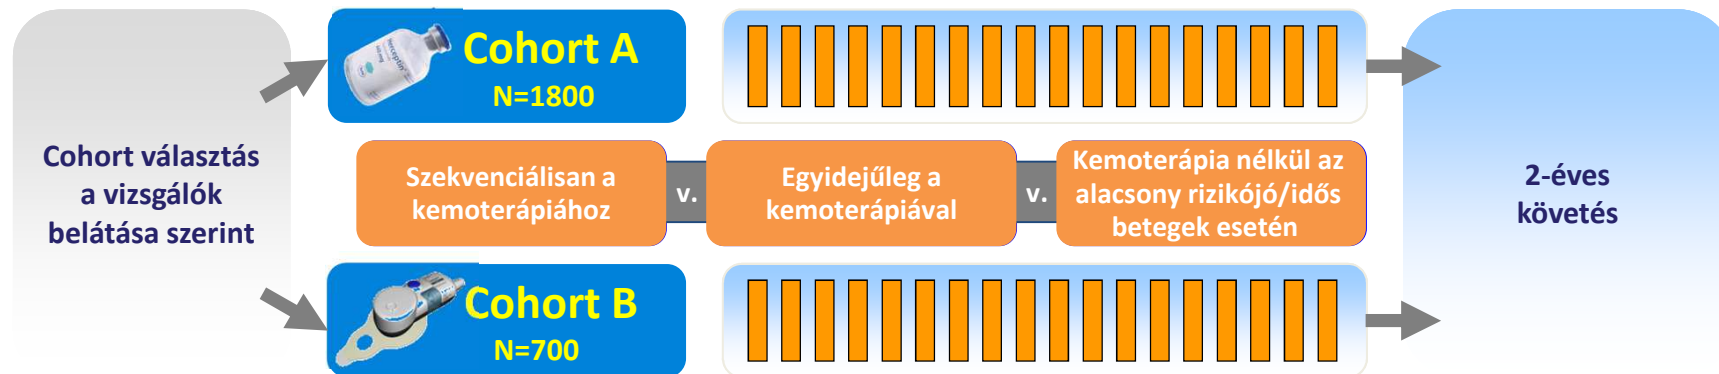 Cohort választás
a vizsgálók
belátása szerint
Herceptin
Cohort A
N=1800
Szekvenciálisan a
kemoterápiához
v.
Egyidejűleg a
kemoterápiával
v.
Kemoterápia nélkül az
alacsony rizikójó/idős
betegek esetén
Cohort B
N=700
2-éves
követés